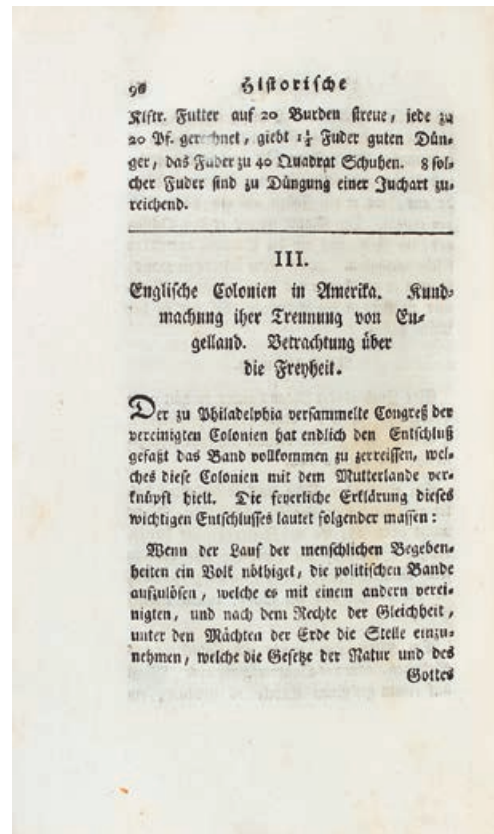 96 Historische
Klftr. Futter auf 20 Burden streue, jede zu
20 Pf. gerechnet, giebt 1½ Fuder guten Dün-
ger, das Fuder zu 40 Quadrat Schuhen. 8 sol-
cher Fuder sind zu Düngung einer Juchart zu-
reichend.
III.
Englische Colonien in Amerika. Kund-
machung iher Trennung von En-
gelland. Betrachtung über
die Freyheit.
Der zu Philadelphia versammelte Congreß der
vereinigten Colonien hat endlich den Entschluß
gefaßt das Band vollkommen zu zerreissen, wel-
ches diese Colonien mit dem Mutterlande ver-
knüpft hielt. Die feyerliche Erklärung dieses
wichtigen Entschlusses lautet folgender massen:
Wenn der Lauf der menschlichen Begeben-
heiten ein Volk nöthiget, die politischen Bande
aufzulösen, welche es mit einem andern verei-
nigten, und nach dem Rechte der Gleichheit,
unter den Mächten der Erde die Stelle einzu-
nehmen, welche die Gesetze der Natur und des
Gottes